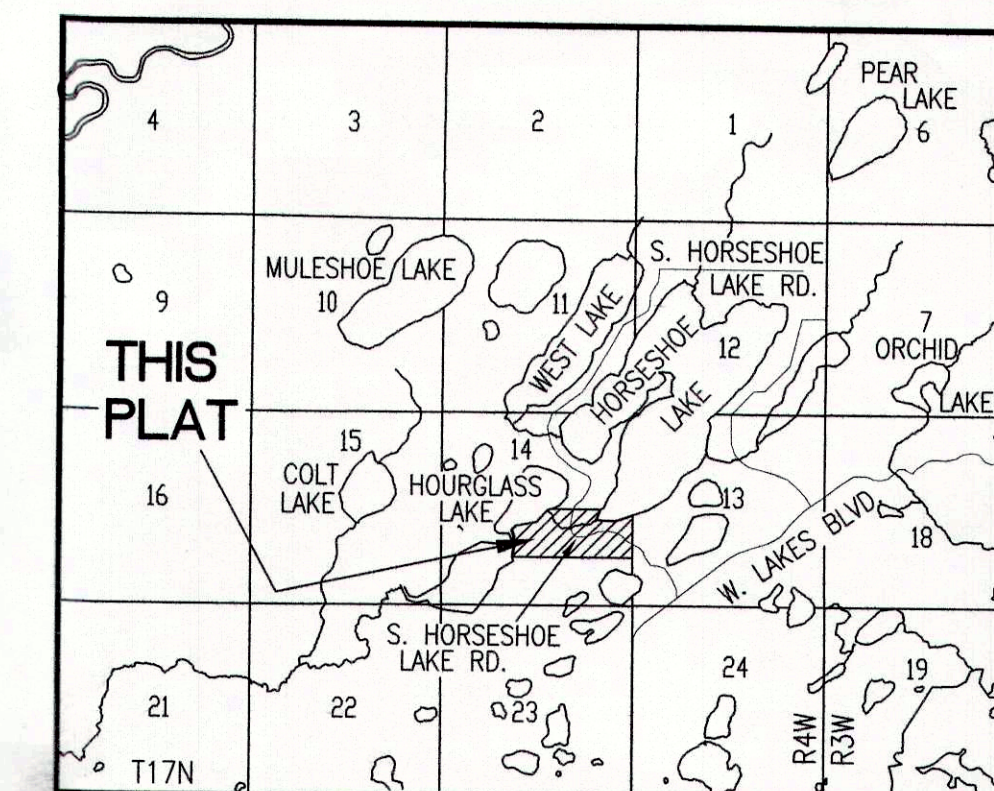 4
3
2
1
PEAR
LAKE
6
9
MULESHOE LAKE
10
11
WEST LAKE
S. HORSESHOE
LAKE RD.
HORSESHOE
LAKE
12
7
ORCHID
LAKE
THIS
PLAT
16
15
COLT
LAKE
14
HOURGLASS
LAKE
13
W. LAKES BLVD
18
S. HORSESHOE
LAKE RD.
21
22
23
24
19
R4W
R3W
T17N